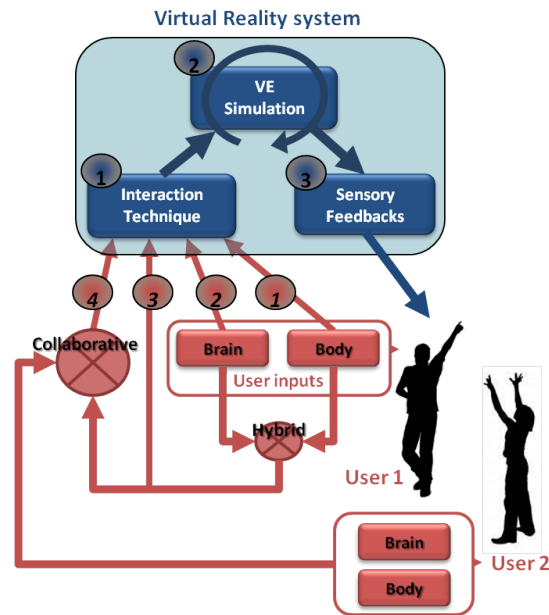 Virtual Reality system
2
VE
Simulation
1
3
Interaction
Technique
Sensory
Feedbacks
4
3
2
1
Collaborative
Brain
Body
User inputs
Hybrid
User 1
Brain
User 2
Body